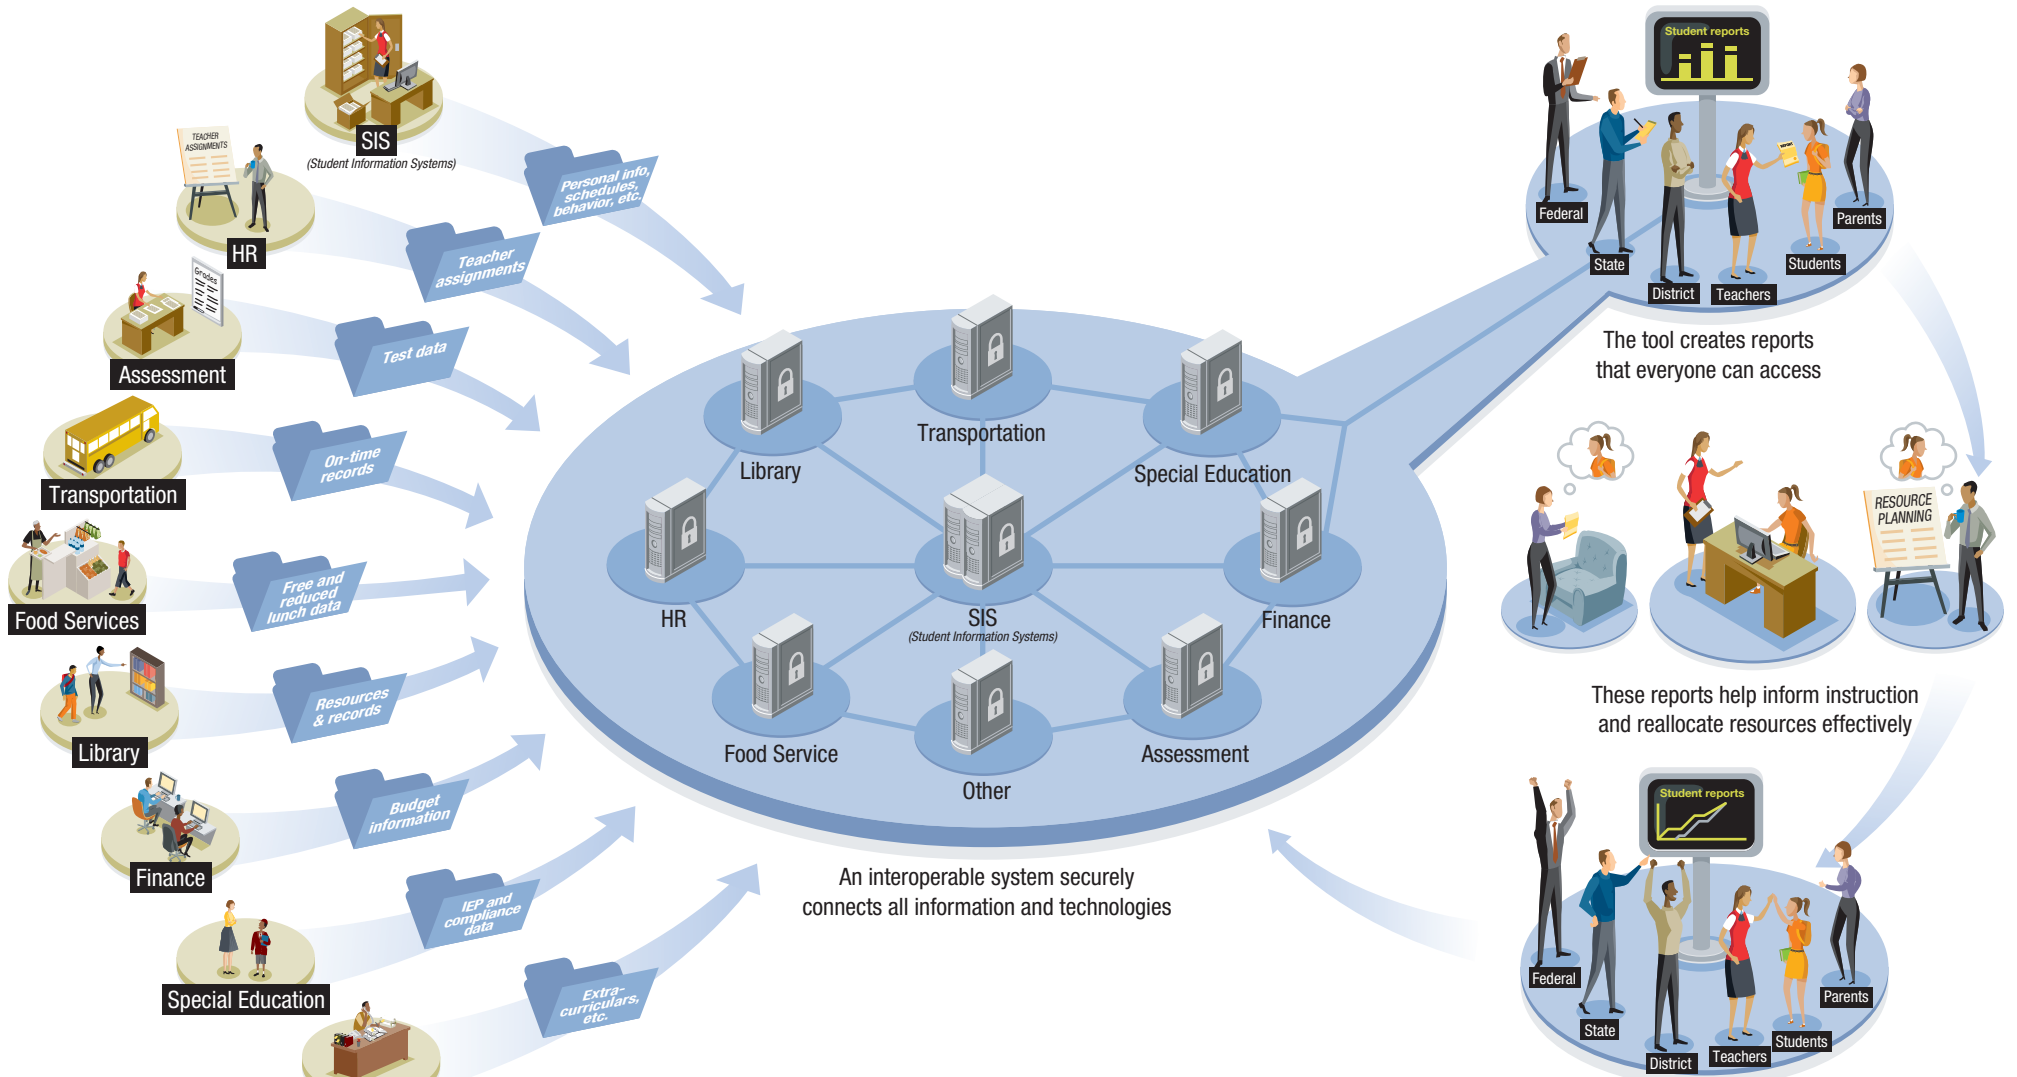 SIS
(Student Information Systems)
Personal info,
schedules,
behavior, etc.
TEACHER
ASSIGNMENTS
HR
Teacher
assignments
Grades
Assessment
Test data
Transportation
On-time
records
Food Services
Free and
reduced
lunch data
Library
Resources
& records
Finance
Budget
information
Special Education
IEP and
compliance
data
Extra-
curriculars,
etc.
Library
Transportation
Special Education
HR
SIS
(Student Information Systems)
Finance
Food Service
Other
Assessment
An interoperable system securely
connects all information and technologies
Student reports
REPORT
Federal
State
District
Teachers
Students
Parents
The tool creates reports
that everyone can access
RESOURCE
PLANNING
These reports help inform instruction
and reallocate resources effectively
Student reports
Federal
State
District
Teachers
Students
Parents